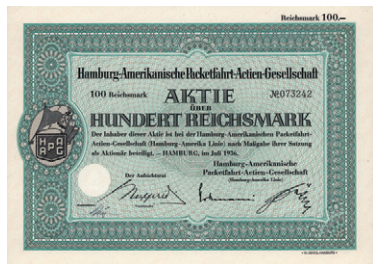 Reichsmark 100.—
Hamburg-Amerikanische Packetfahrt-Actien-Gesellschaft
100 Reichsmark AKTIE №073242
ÜBER
HUNDERT REICHSMARK
Der Inhaber dieser Aktie ist bei der Hamburg-Amerikanischen Packetfahrt-
Actien-Gesellschaft (Hamburg-Amerika Linie) nach Maßgabe ihrer Satzung
als Aktionär beteiligt. — HAMBURG, im Juli 1936.
Hamburg-Amerikanische
Packetfahrt-Actien-Gesellschaft
(Hamburg-Amerika Linie)
Der Aufsichtsrat
HAPAG